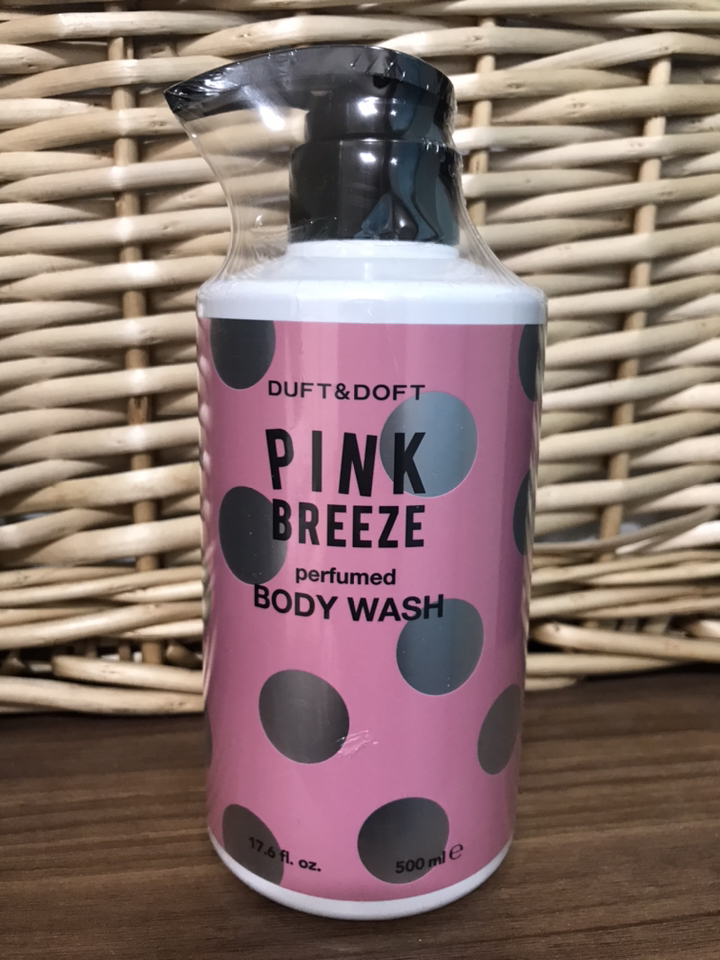 DUFT&DOFT
PINK
BREEZE
perfumed
BODY WASH
17.6 fl. oz.
500 ml ℮